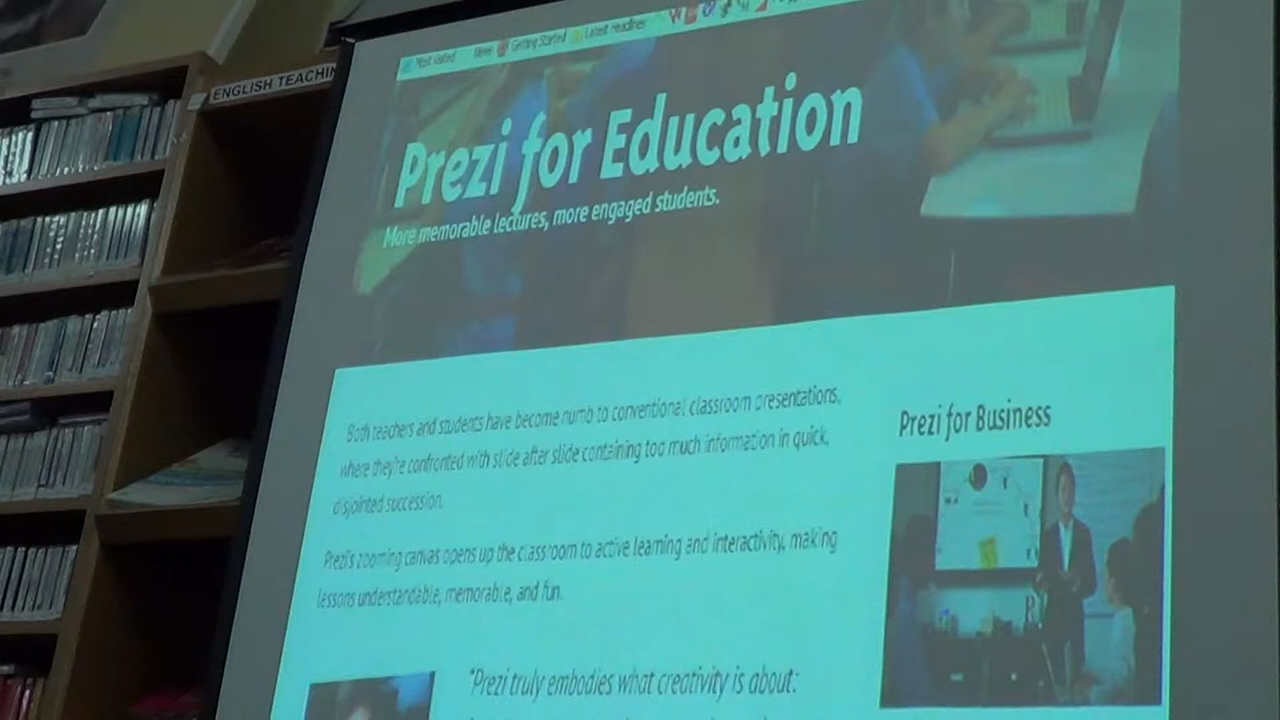 ENGLISH TEACHIN
Most Visited Getting Started Latest Headlines
Prezi for Education
More memorable lectures, more engaged students.
Both teachers and students have become numb to conventional classroom presentations,
where they're confronted with slide after slide containing too much information in quick,
disjointed succession.
Prezi's zooming canvas opens up the classroom to active learning and interactivity, making
lessons understandable, memorable, and fun.
Prezi for Business
"Prezi truly embodies what creativity is about: